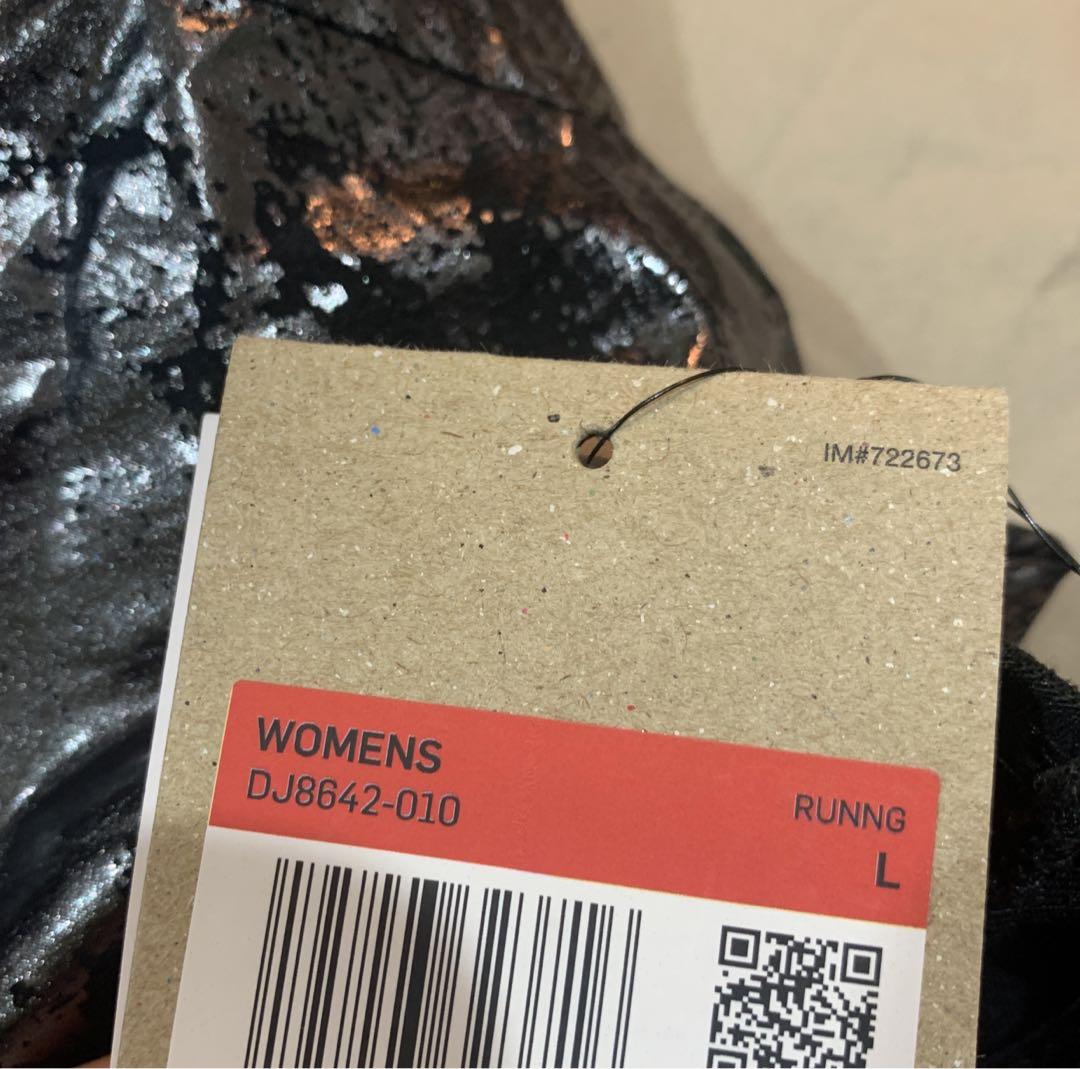 IM#722673
WOMENS
DJ8642-010
RUNNG
L